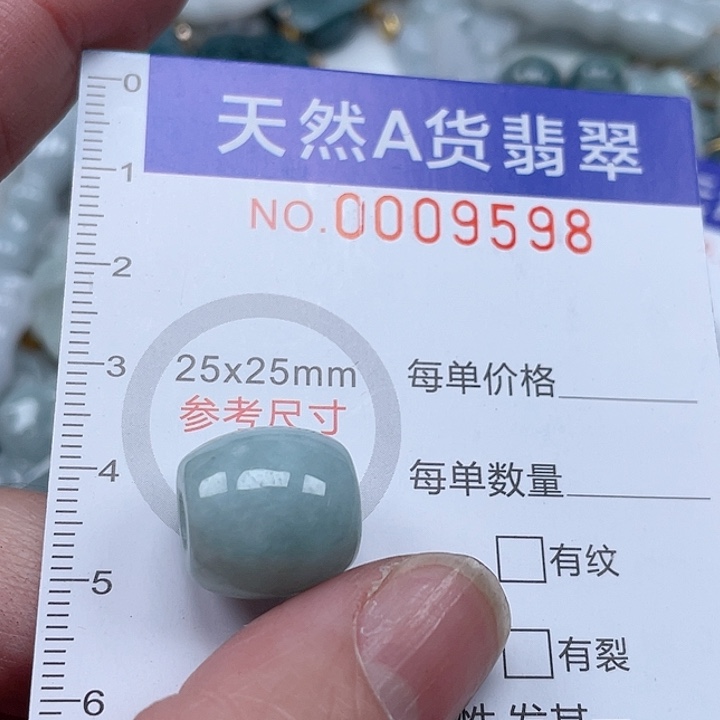 天然A货翡翠
NO.0009598
0
1
2
3
4
5
6
25x25mm
参考尺寸
每单价格
每单数量
有纹
有裂